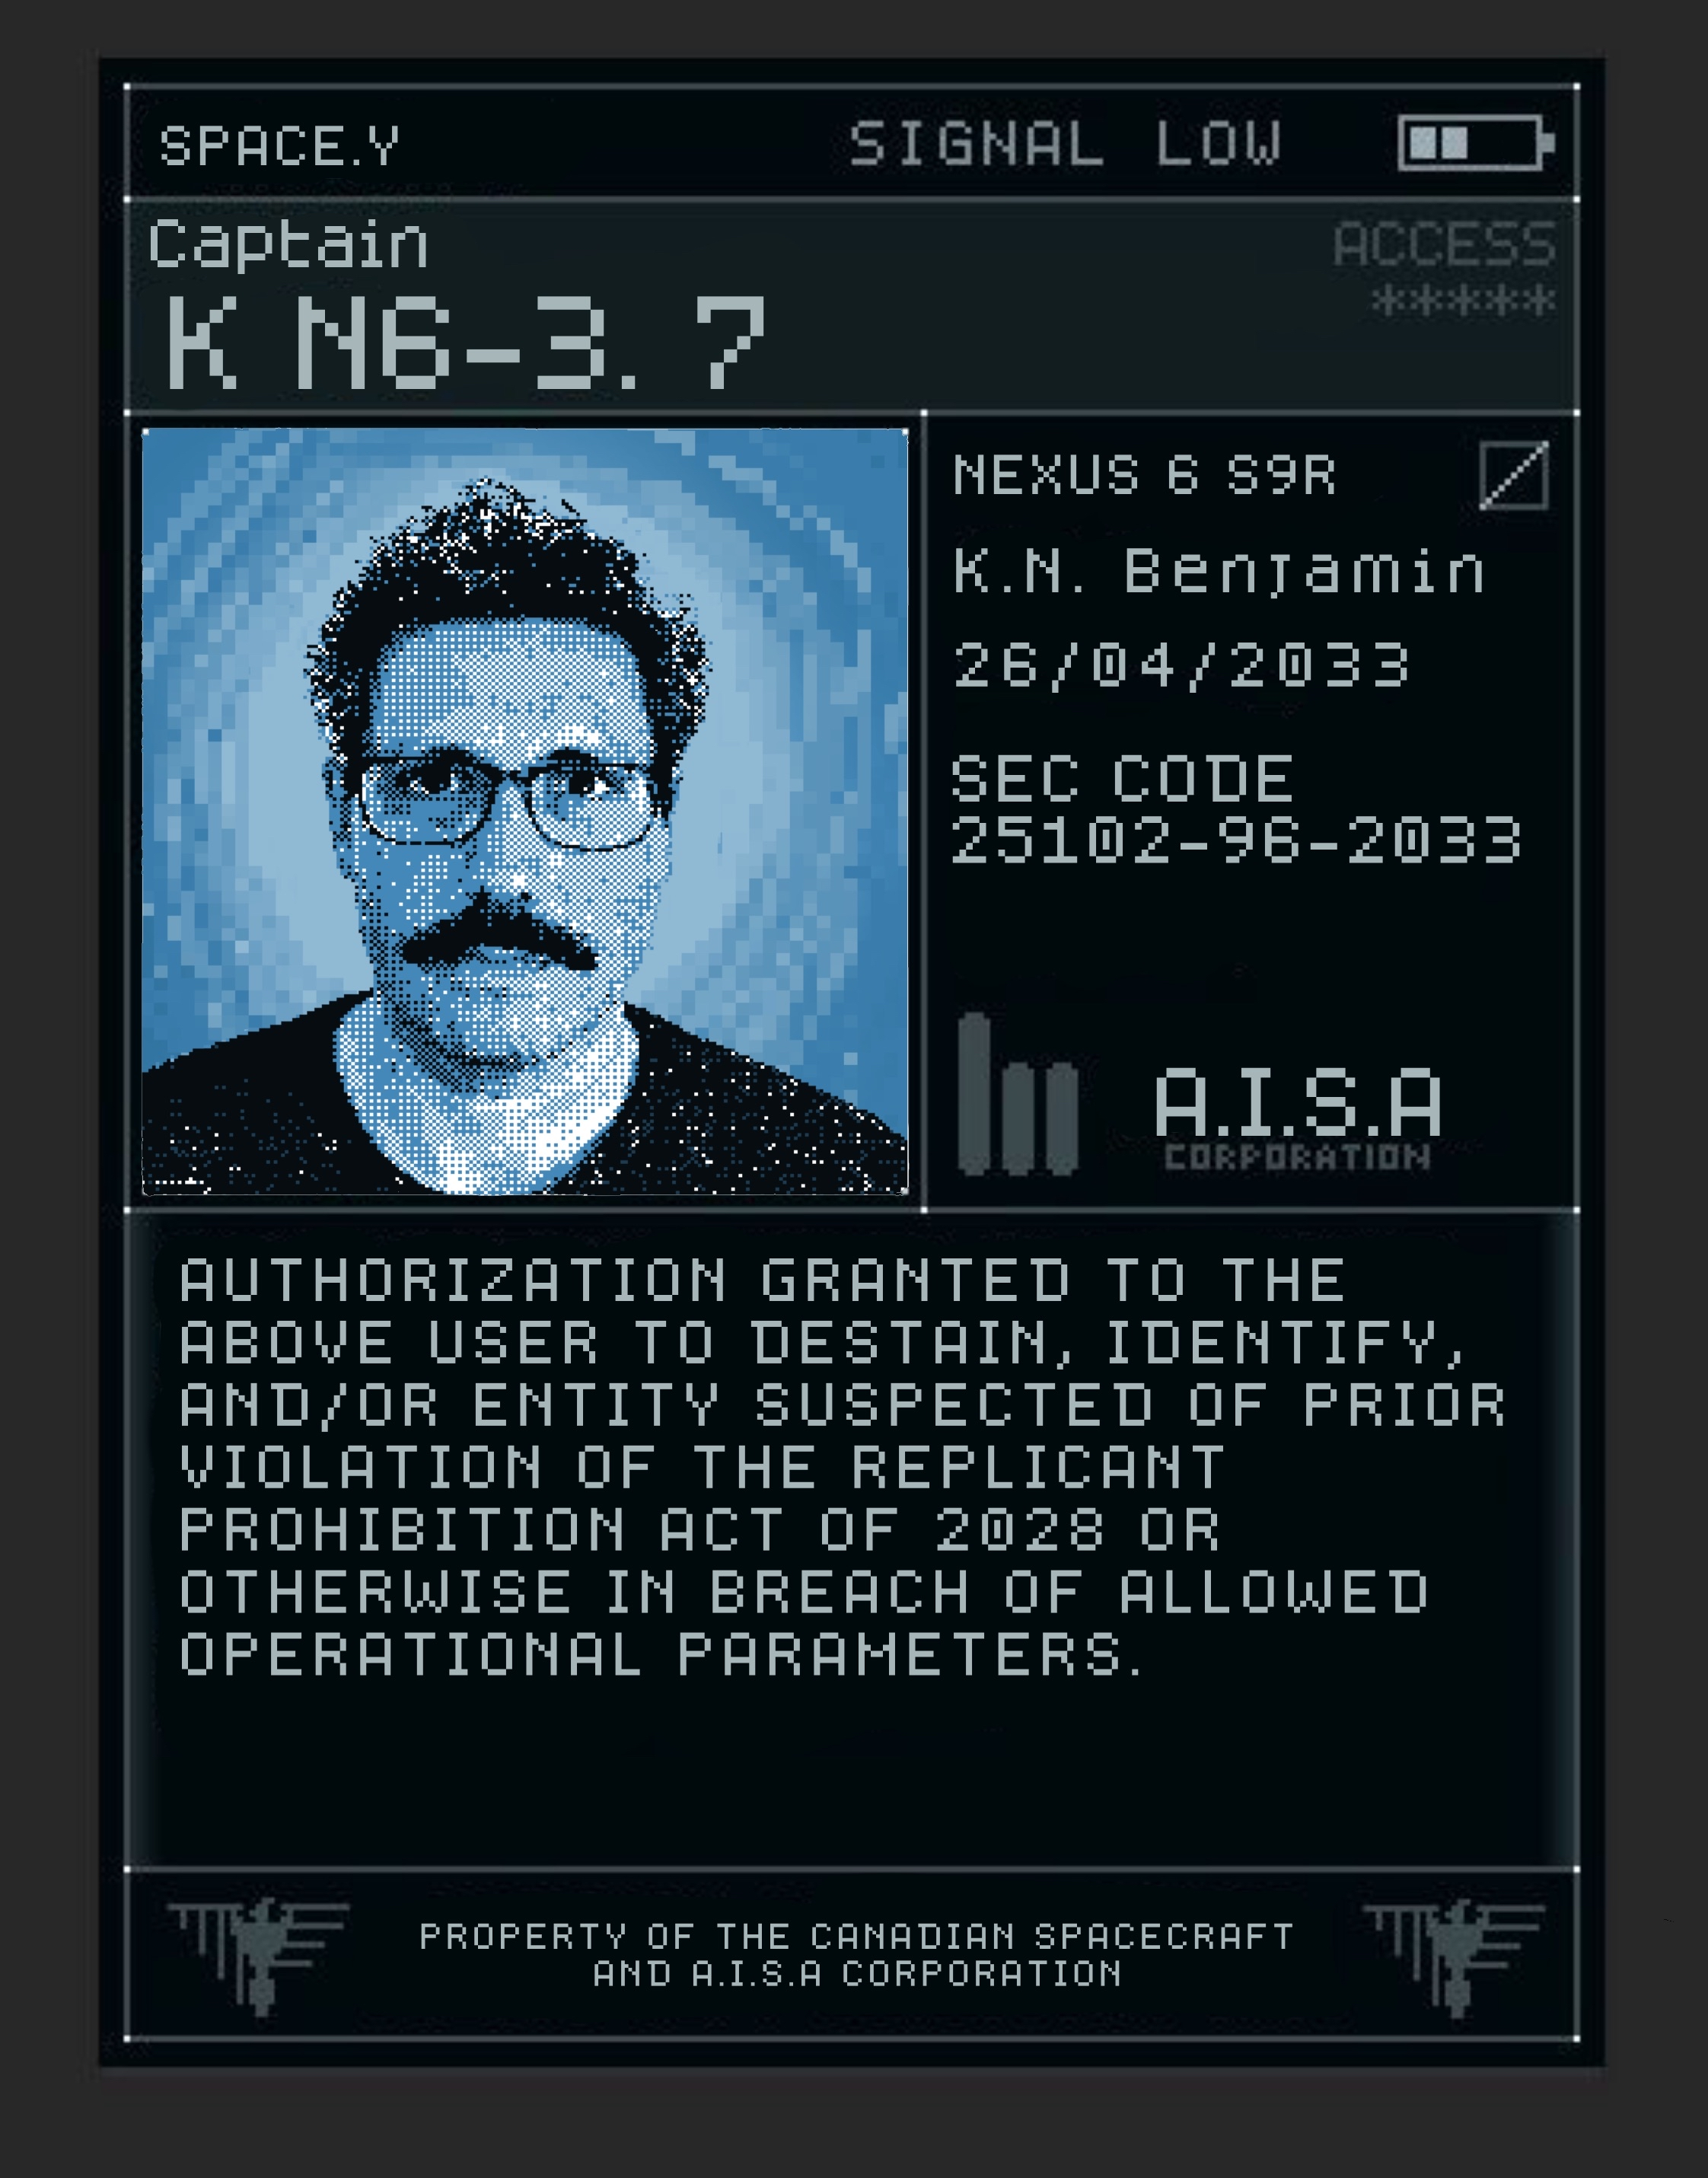 SPACE.Y
SIGNAL LOW
Captain
ACCESS
*****
K N6-3. 7
NEXUS 6 S9R
K.N. Benjamin
26/04/2033
SEC CODE
25102-96-2033
A.I.S.A
CORPORATION
AUTHORIZATION GRANTED TO THE
ABOVE USER TO DESTAIN, IDENTIFY,
AND/OR ENTITY SUSPECTED OF PRIOR
VIOLATION OF THE REPLICANT
PROHIBITION ACT OF 2028 OR
OTHERWISE IN BREACH OF ALLOWED
OPERATIONAL PARAMETERS.
PROPERTY OF THE CANADIAN SPACECRAFT
AND A.I.S.A CORPORATION